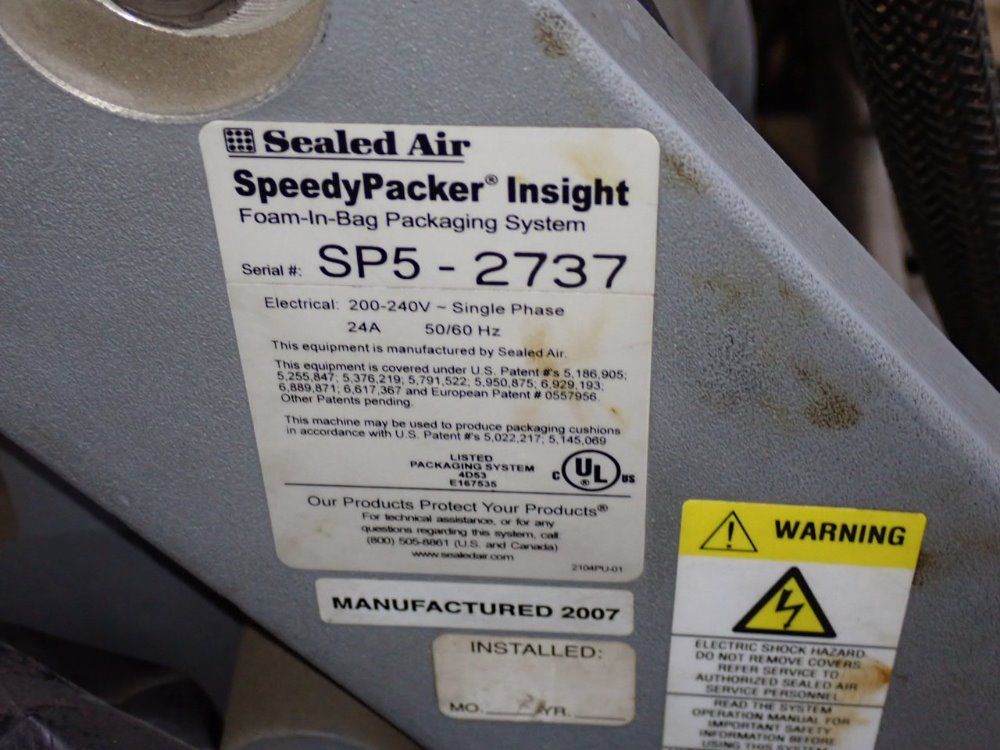 Sealed Air
SpeedyPacker® Insight
Foam-In-Bag Packaging System
Serial #: SP5 - 2737
Electrical: 200-240V ~ Single Phase
24A 50/60 Hz
This equipment is manufactured by Sealed Air.
This equipment is covered under U.S. Patent #'s 5,186,905;
5,255,847; 5,376,219; 5,791,522; 5,950,875; 6,929,193;
6,889,871; 6,617,367 and European Patent # 0557956
Other Patents pending.
This machine may be used to produce packaging cushions
in accordance with U.S. Patent #'s 5,022,217; 5,145,069
LISTED
PACKAGING SYSTEM
4D53
E167535
C UL ® US
Our Products Protect Your Products®
For technical assistance, or for any
questions regarding this system, call
(800) 505-8861 (U.S. and Canada)
www.sealedair.com
2104PU-01
MANUFACTURED 2007
INSTALLED:
MO. YR.
WARNING
ELECTRIC SHOCK HAZARD.
DO NOT REMOVE COVERS.
REFER SERVICE TO
AUTHORIZED SEALED AIR
SERVICE PERSONNEL.
READ THE SYSTEM
OPERATION MANUAL FOR
IMPORTANT SAFETY
INFORMATION BEFORE
USING THIS SYSTEM